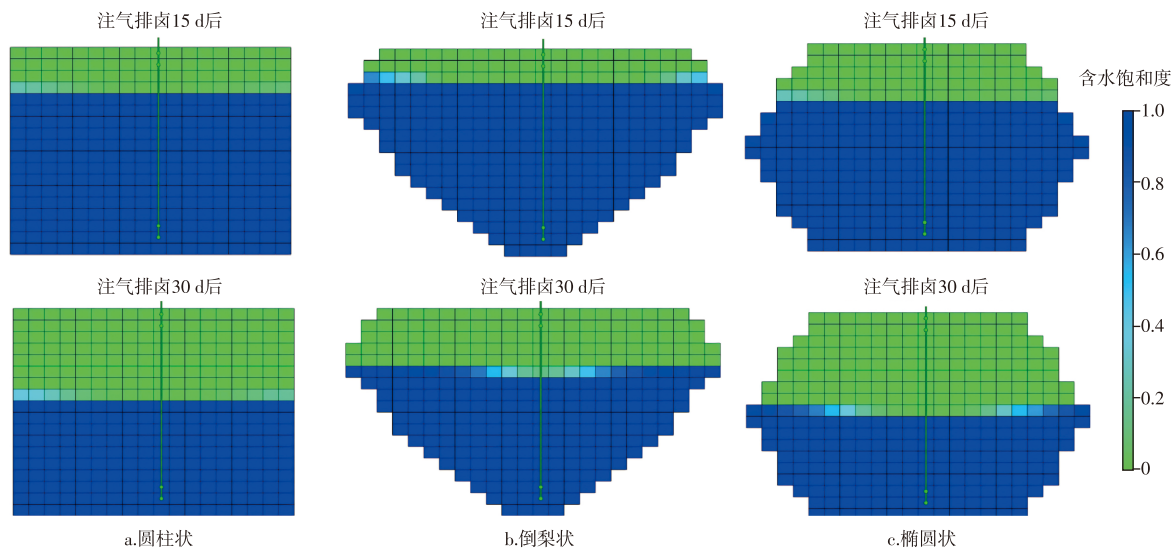 注气排卤15 d后
注气排卤15 d后
注气排卤15 d后
含水饱和度
1.0
0.8
0.6
0.4
0.2
0
注气排卤30 d后
注气排卤30 d后
注气排卤30 d后
a.圆柱状
b.倒梨状
c.椭圆状